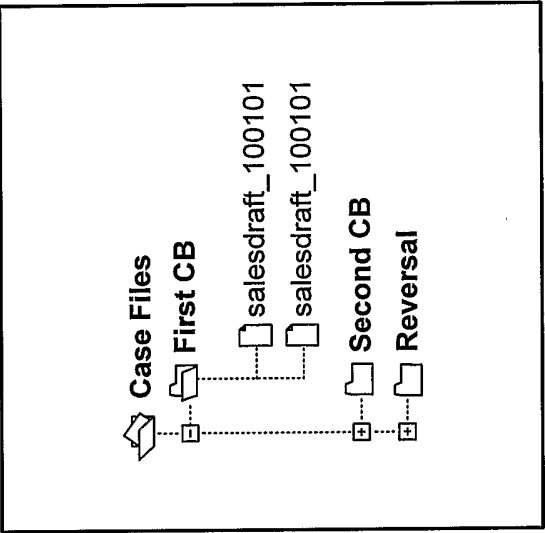 Case Files
First CB
salesdraft_100101
salesdraft_100101
Second CB
Reversal